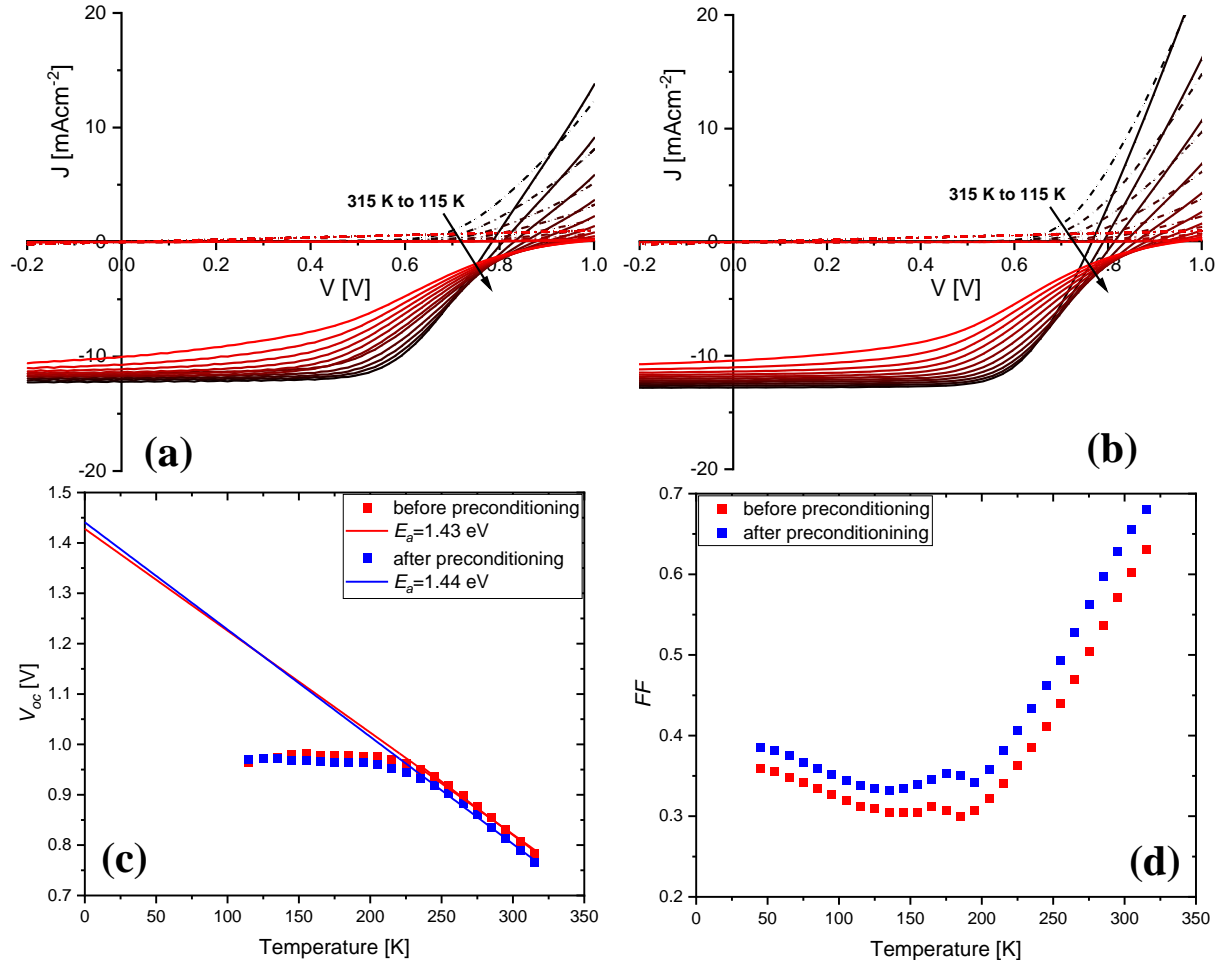 20
10
0
-10
-20
J [mAcm-2]
-0.2
0.0
0.2
0.4
0.6
0.8
1.0
V [V]
315 K to 115 K
(a)
20
10
0
-10
-20
J [mAcm-2]
-0.2
0.0
0.2
0.4
0.6
0.8
1.0
V [V]
315 K to 115 K
(b)
1.5
1.4
1.3
1.2
1.1
1.0
0.9
0.8
0.7
Voc [V]
before preconditioning
Ea=1.43 eV
after preconditioning
Ea=1.44 eV
(c)
0
50
100
150
200
250
300
350
Temperature [K]
0.7
0.6
0.5
0.4
0.3
0.2
FF
before preconditioning
after preconditionining
(d)
0
50
100
150
200
250
300
350
Temperature [K]